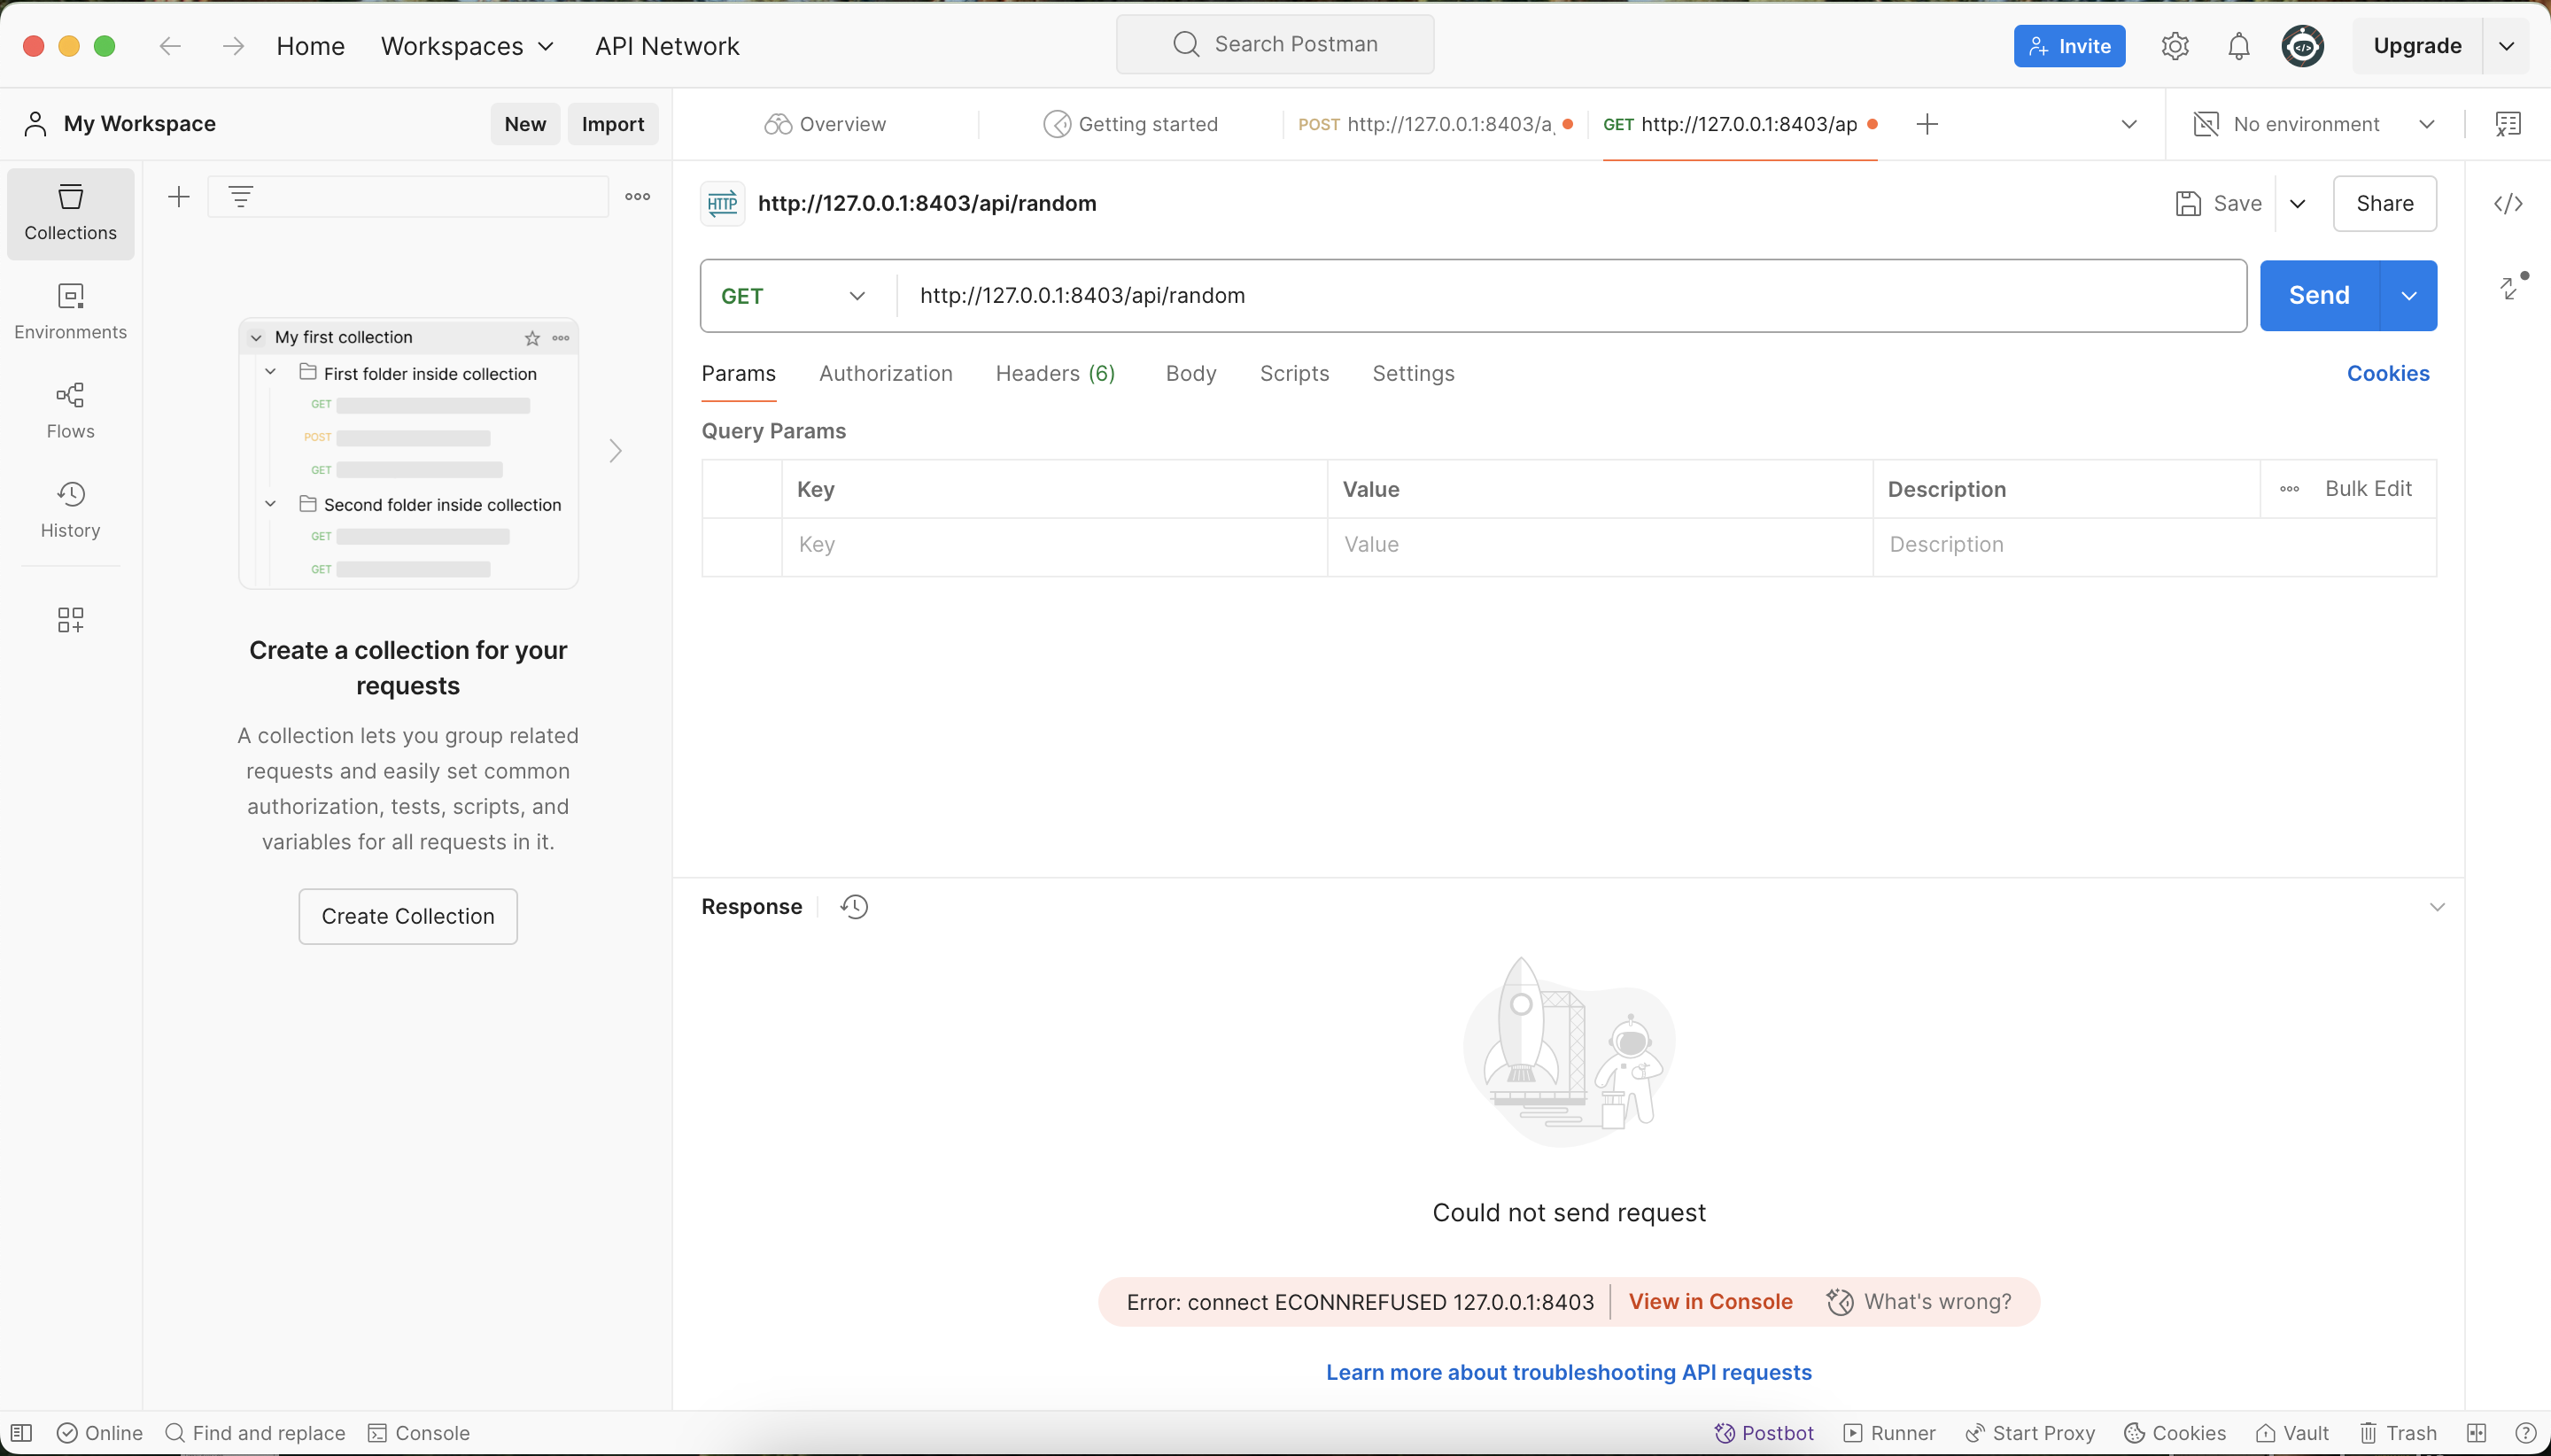 Home
Workspaces
API Network
Search Postman
Invite
Upgrade
My Workspace
New
Import
Overview
Getting started
POST http://127.0.0.1:8403/a
GET http://127.0.0.1:8403/ap
No environment
Collections
Environments
Flows
History
My first collection
First folder inside collection
GET
POST
GET
Second folder inside collection
GET
GET
Create a collection for your
requests
A collection lets you group related
requests and easily set common
authorization, tests, scripts, and
variables for all requests in it.
Create Collection
HTTP
http://127.0.0.1:8403/api/random
Save
Share
GET
http://127.0.0.1:8403/api/random
Send
Params
Authorization
Headers (6)
Body
Scripts
Settings
Cookies
Query Params
Key
Value
Description
Bulk Edit
Key
Value
Description
Response
Could not send request
Error: connect ECONNREFUSED 127.0.0.1:8403
View in Console
What's wrong?
Learn more about troubleshooting API requests
Online
Find and replace
Console
Postbot
Runner
Start Proxy
Cookies
Vault
Trash